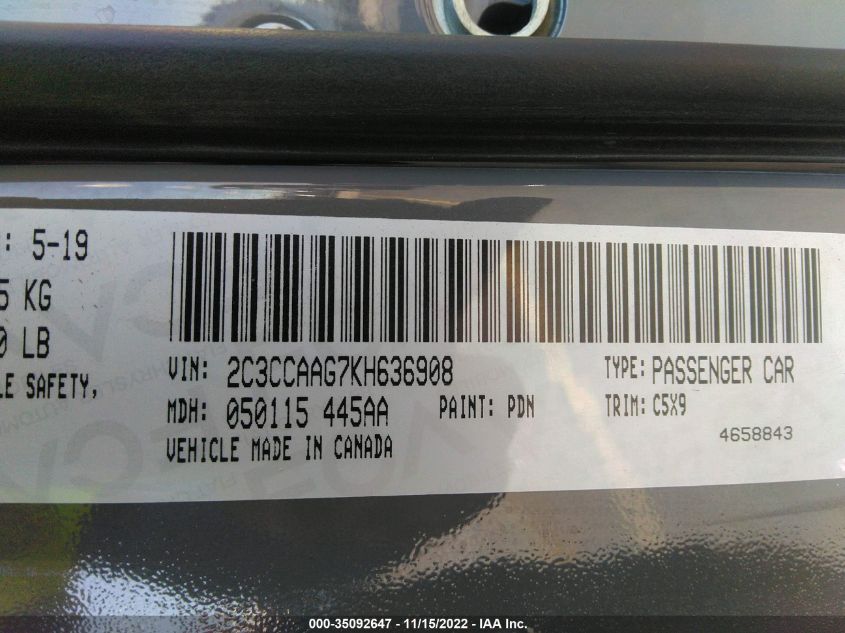 : 5-19
5 KG
0 LB
LE SAFETY,
VIN: 2C3CCAAG7KH636908 TYPE: PASSENGER CAR
MDH: 050115 445AA PAINT: PDN TRIM: C5X9
VEHICLE MADE IN CANADA 4658843
000-35092647 - 11/15/2022 - IAA Inc.